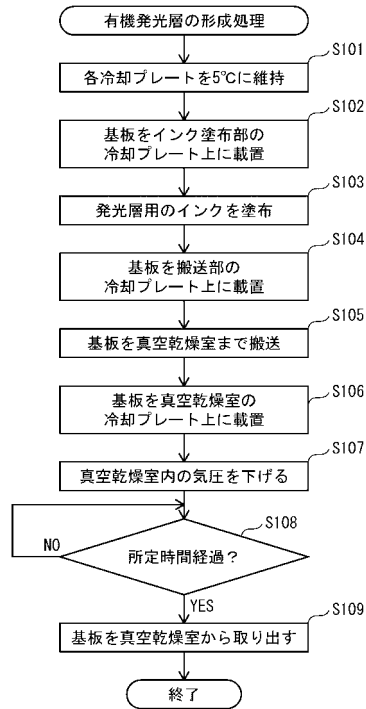 有機発光層の形成処理
S101
各冷却プレートを5℃に維持
S102
基板をインク塗布部の
冷却プレート上に載置
S103
発光層用のインクを塗布
S104
基板を搬送部の
冷却プレート上に載置
S105
基板を真空乾燥室まで搬送
S106
基板を真空乾燥室の
冷却プレート上に載置
S107
真空乾燥室内の気圧を下げる
S108
所定時間経過？
NO
YES
S109
基板を真空乾燥室から取り出す
終了